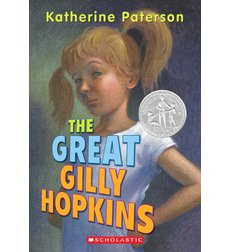 Katherine Paterson
THE
GREAT
GILLY
HOPKINS
SCHOLASTIC